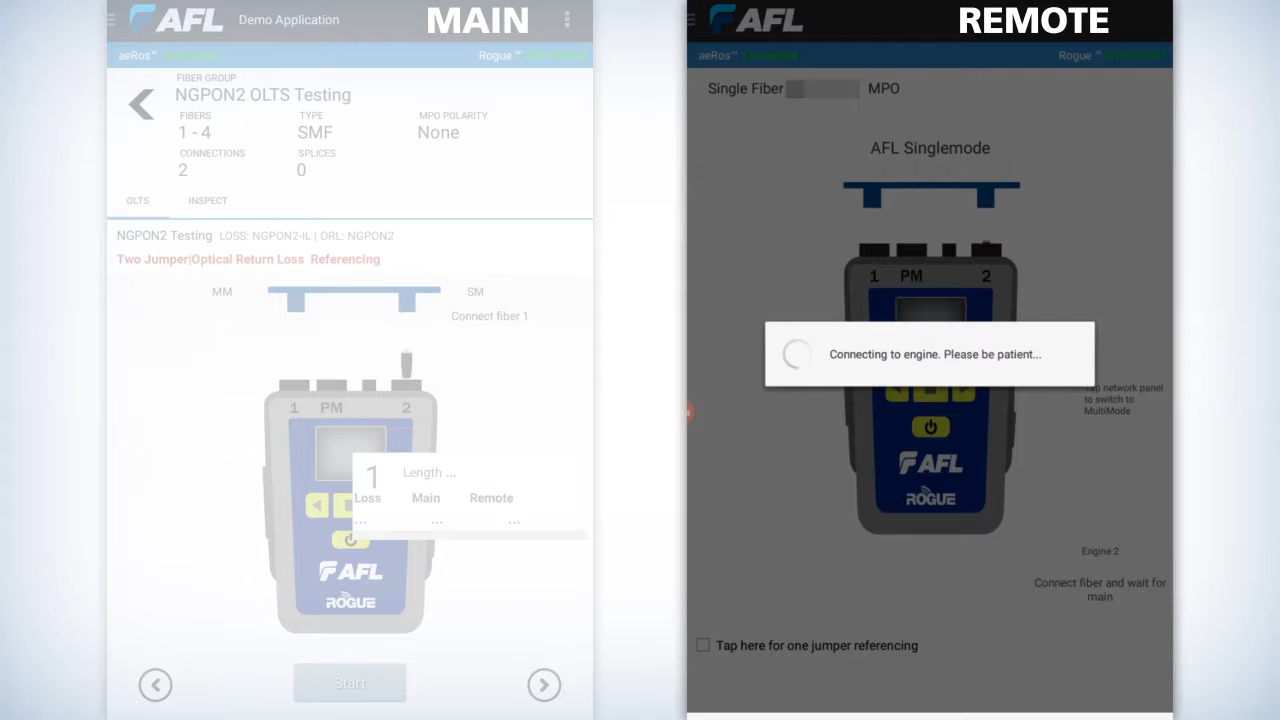 AFL Demo Application MAIN
aeRos™ Connected Rogue™
FIBER GROUP
NGPON2 OLTS Testing
FIBERS TYPE MPO POLARITY
1 - 4 SMF None
CONNECTIONS SPLICES
2 0
OLTS INSPECT
NGPON2 Testing LOSS: NGPON2-IL | ORL: NGPON2
Two Jumper|Optical Return Loss Referencing
MM SM
Connect fiber 1
1 PM 2
1 Length ...
Loss Main Remote
... ... ...
AFL
ROGUE
Start
AFL REMOTE
aeRos™ Connected Rogue™
Single Fiber MPO
AFL Singlemode
1 PM 2
Connecting to engine. Please be patient...
Tap network panel
to switch to
MultiMode
AFL
ROGUE
Engine 2
Connect fiber and wait for
main
Tap here for one jumper referencing